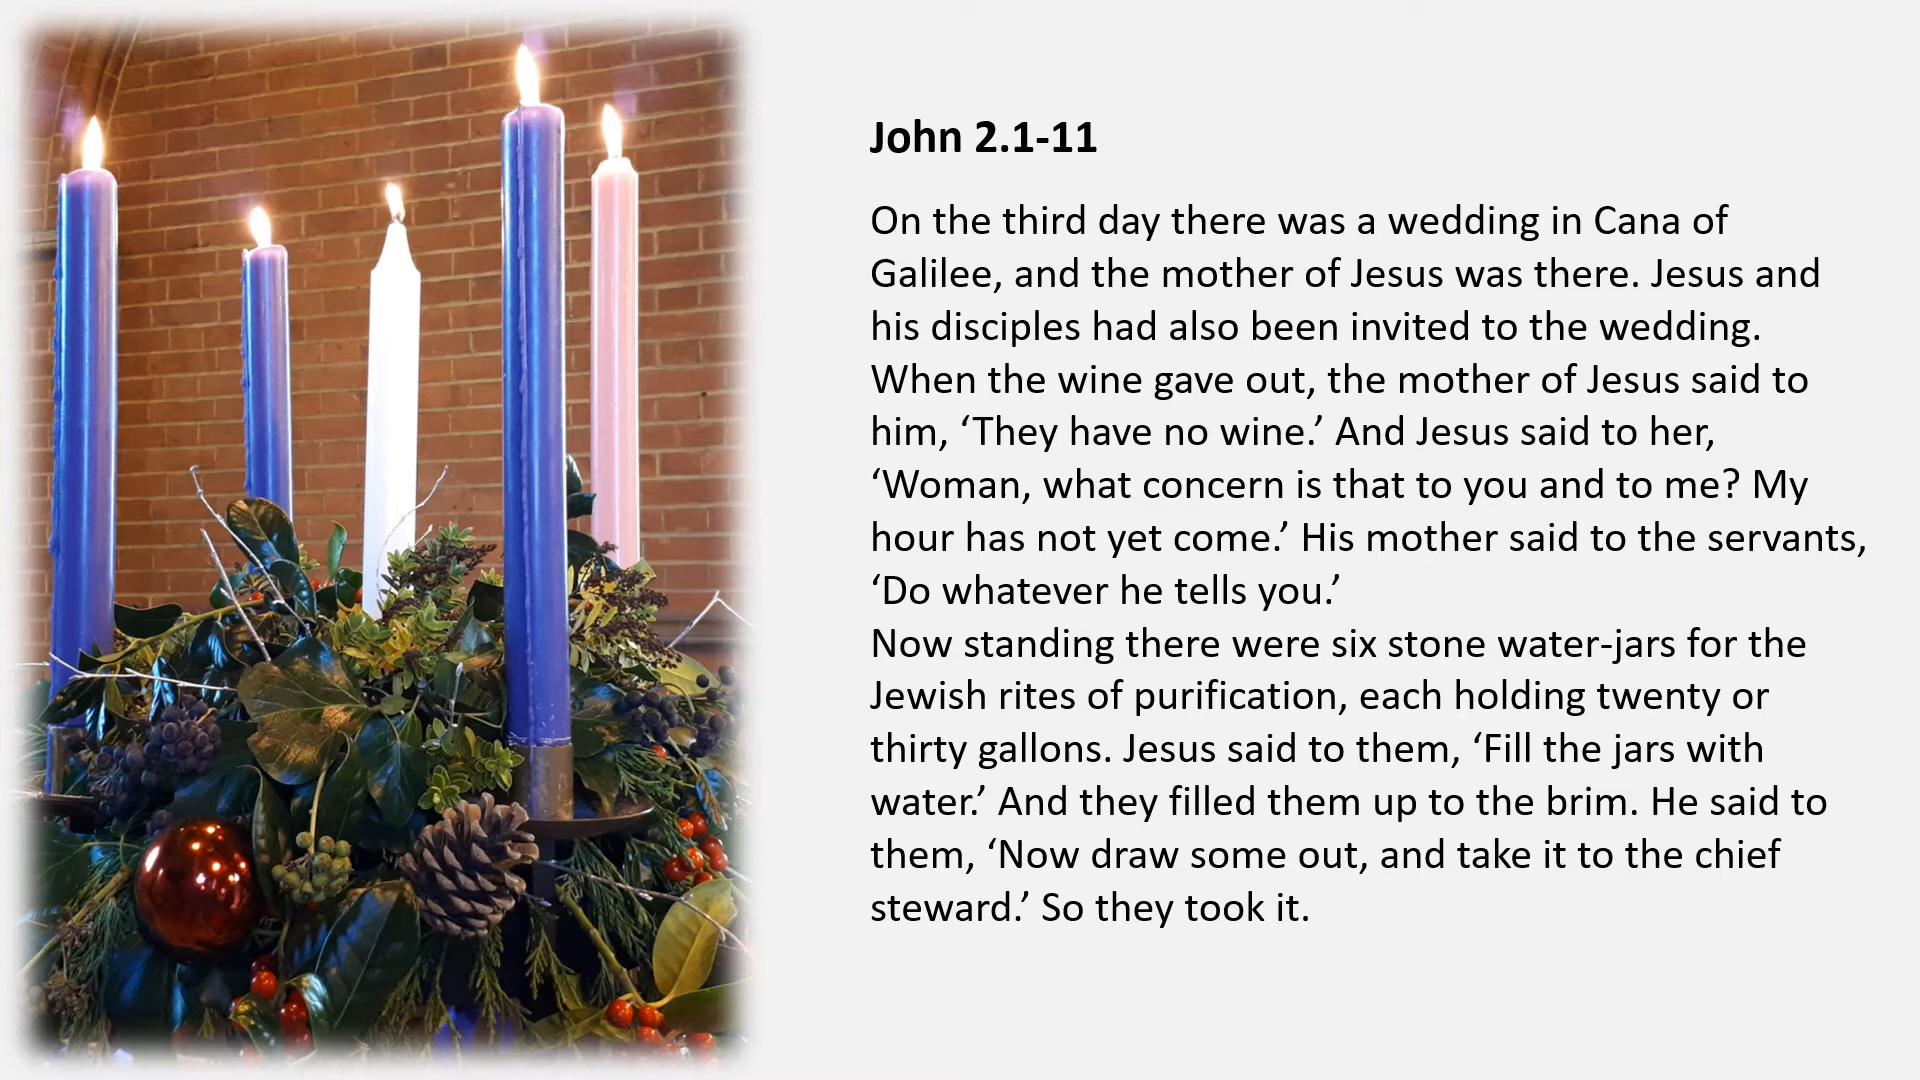 John 2.1-11
On the third day there was a wedding in Cana of
Galilee, and the mother of Jesus was there. Jesus and
his disciples had also been invited to the wedding.
When the wine gave out, the mother of Jesus said to
him, ‘They have no wine.’ And Jesus said to her,
‘Woman, what concern is that to you and to me? My
hour has not yet come.’ His mother said to the servants,
‘Do whatever he tells you.’
Now standing there were six stone water-jars for the
Jewish rites of purification, each holding twenty or
thirty gallons. Jesus said to them, ‘Fill the jars with
water.’ And they filled them up to the brim. He said to
them, ‘Now draw some out, and take it to the chief
steward.’ So they took it.